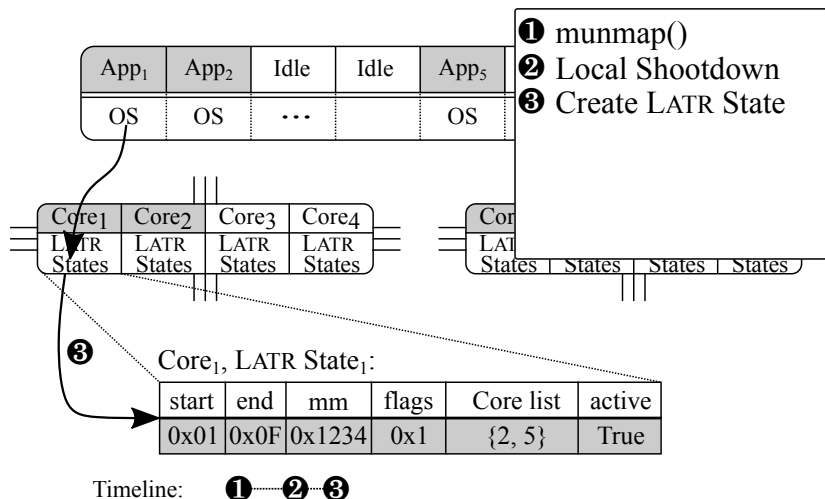 ❶ munmap()
❷ Local Shootdown
❸ Create LATR State
App₁ App₂ Idle Idle App₅
OS OS ... OS
Core₁ Core₂ Core₃ Core₄
LATR States LATR States LATR States LATR States
States States States States
❸
Core₁, LATR State₁:
start end mm flags Core list active
0x01 0x0F 0x1234 0x1 {2, 5} True
Timeline: ❶ ❷ ❸